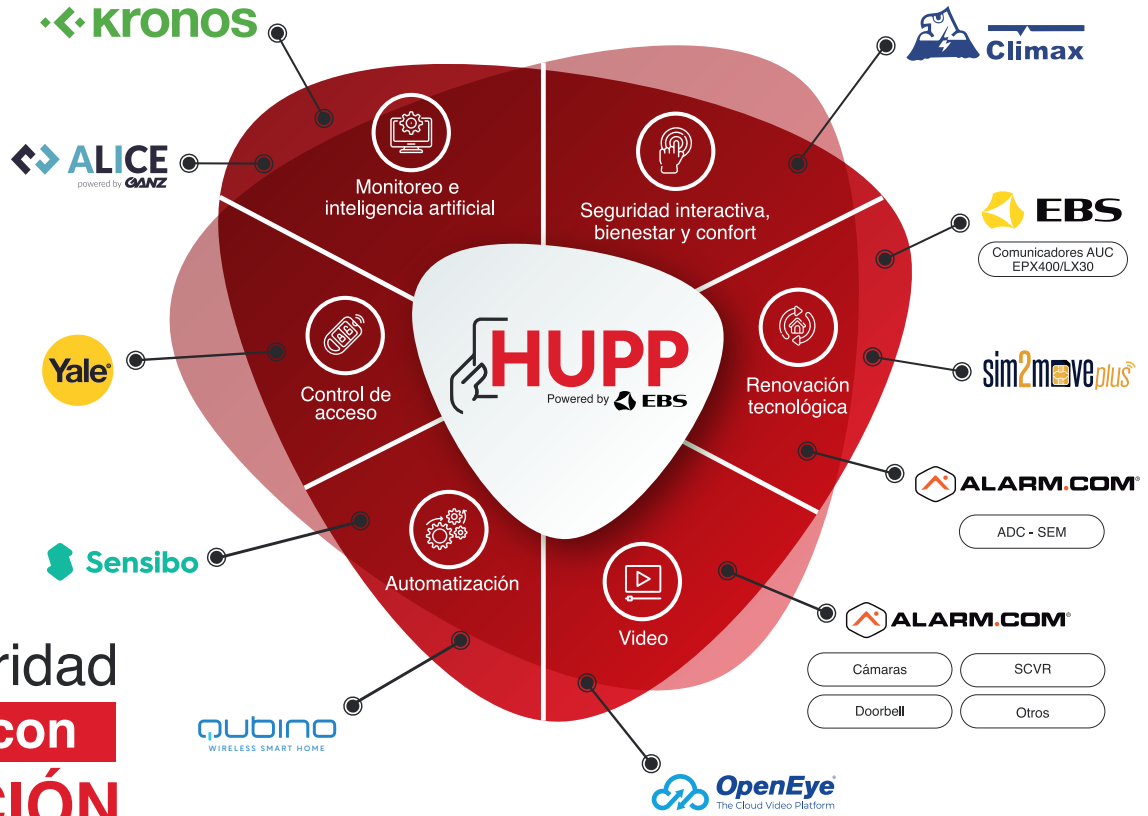 KRONOS
ALICE
powered by GANZ
Climax
EBS
Comunicadores AUC
EPX400/LX30
Monitoreo e
inteligencia artificial
Seguridad interactiva,
bienestar y confort
Yale
Control de
acceso
HUPP
Powered by EBS
Renovación
tecnológica
sim2move plus
ALARM.COM®
ADC - SEM
Sensibo
Automatización
Video
ALARM.COM®
Cámaras
SCVR
Doorbell
Otros
ridad
con
CIÓN
QUBINO
WIRELESS SMART HOME
OpenEye
The Cloud Video Platform